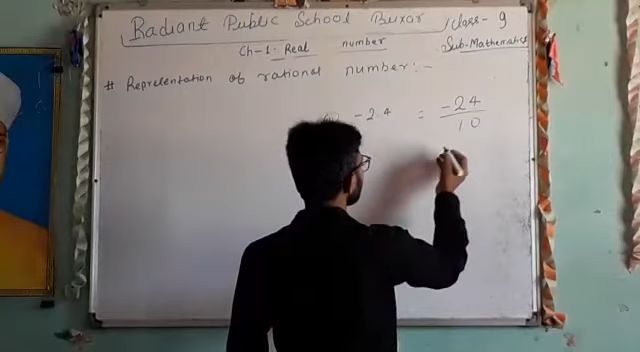 Radiant Public School Buxar / class - 9
Ch-1: Real number Sub-Mathematics
# Representation of rational number:-
-2.4 = -24
10